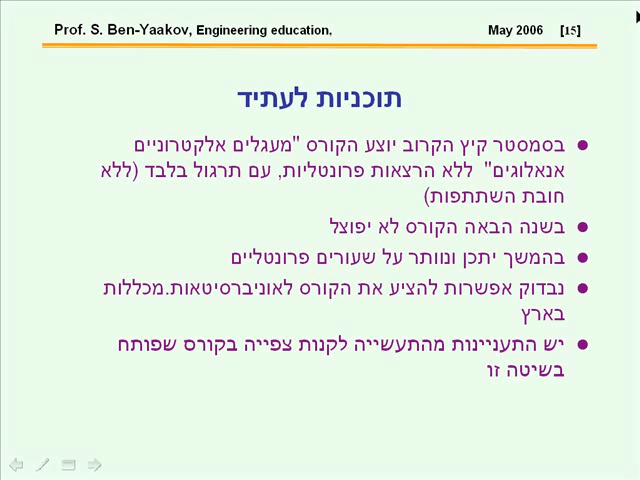 Prof. S. Ben-Yaakov, Engineering education, May 2006 [15]
תוכניות לעתיד
בסמסטר קיץ הקרוב יוצע הקורס "מעגלים אלקטרוניים
אנאלוגים" ללא הרצאות פרונטליות, עם תרגול בלבד (ללא
חובת השתתפות)
בשנה הבאה הקורס לא יפוצל
בהמשך יתכן ונוותר על שעורים פרונטליים
נבדוק אפשרות להציע את הקורס לאוניברסיטאות.מכללות
בארץ
יש התעניינות מהתעשייה לקנות צפייה בקורס שפותח
בשיטה זו